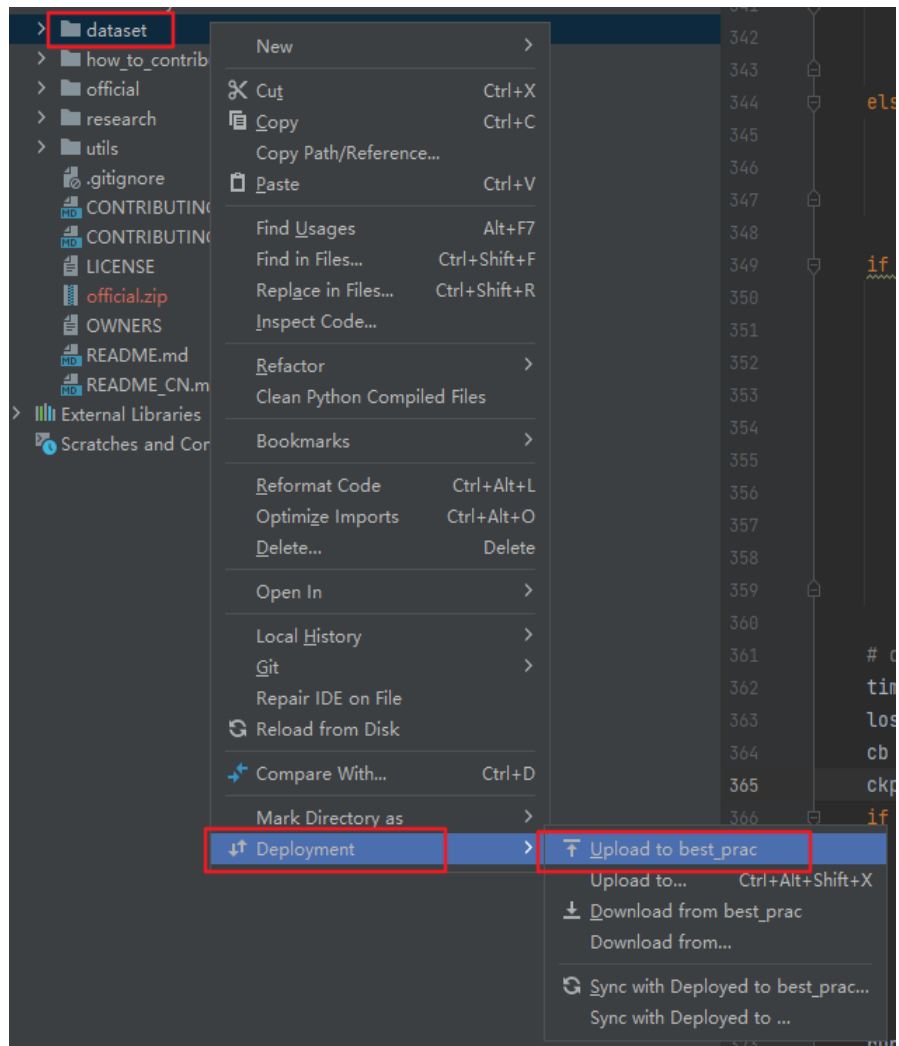 dataset
how_to_contrib
official
research
utils
.gitignore
CONTRIBUTING
CONTRIBUTING
LICENSE
official.zip
OWNERS
README.md
README_CN.m
External Libraries
Scratches and Cor
New
Cut Ctrl+X
Copy Ctrl+C
Copy Path/Reference...
Paste Ctrl+V
Find Usages Alt+F7
Find in Files... Ctrl+Shift+F
Replace in Files... Ctrl+Shift+R
Inspect Code...
Refactor
Clean Python Compiled Files
Bookmarks
Reformat Code Ctrl+Alt+L
Optimize Imports Ctrl+Alt+O
Delete... Delete
Open In
Local History
Git
Repair IDE on File
Reload from Disk
Compare With... Ctrl+D
Mark Directory as
Deployment
Upload to best_prac
Upload to... Ctrl+Alt+Shift+X
Download from best_prac
Download from...
Sync with Deployed to best_prac...
Sync with Deployed to ...
342
343
344 els
345
346
347
348
349 if
350
351
352
353
354
355
356
357
358
359
360
361 #
362 tim
363 los
364 cb
365 ckp
366 if